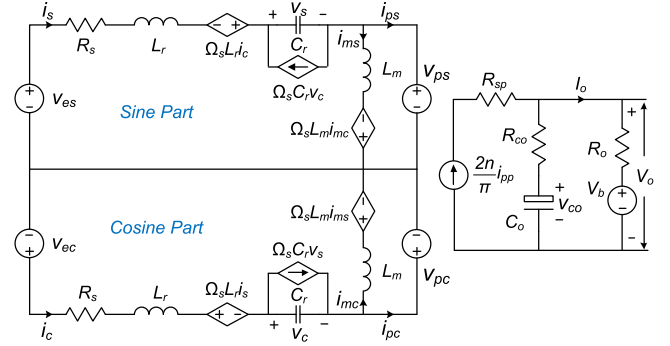 i_s
R_s
L_r
Ω_sL_ri_c
v_s
C_r
Ω_sC_rv_c
i_ms
i_ps
L_m
v_es
Sine Part
Ω_sL_mi_mc
v_ps
v_ec
Cosine Part
Ω_sL_mi_ms
Ω_sC_rv_s
L_m
v_pc
i_c
R_s
L_r
Ω_sL_ri_s
C_r
v_c
i_mc
i_pc
R_sp
I_o
R_co
R_o
2n/π i_pp
v_co
C_o
V_b
V_o